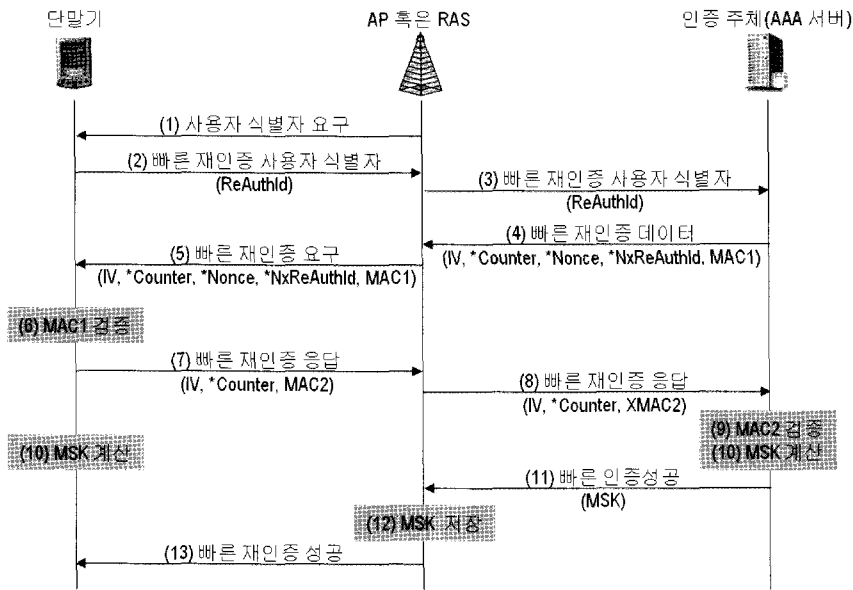 단말기
AP 혹은 RAS
인증 주체(AAA 서버)
(1) 사용자 식별자 요구
(2) 빠른 재인증 사용자 식별자
(ReAuthId)
(3) 빠른 재인증 사용자 식별자
(ReAuthId)
(4) 빠른 재인증 데이터
(IV, *Counter, *Nonce, *NxReAuthId, MAC1)
(5) 빠른 재인증 요구
(IV, *Counter, *Nonce, *NxReAuthId, MAC1)
(6) MAC1 검증
(7) 빠른 재인증 응답
(IV, *Counter, MAC2)
(8) 빠른 재인증 응답
(IV, *Counter, XMAC2)
(9) MAC2 검증
(10) MSK 계산
(10) MSK 계산
(11) 빠른 인증성공
(MSK)
(12) MSK 저장
(13) 빠른 재인증 성공